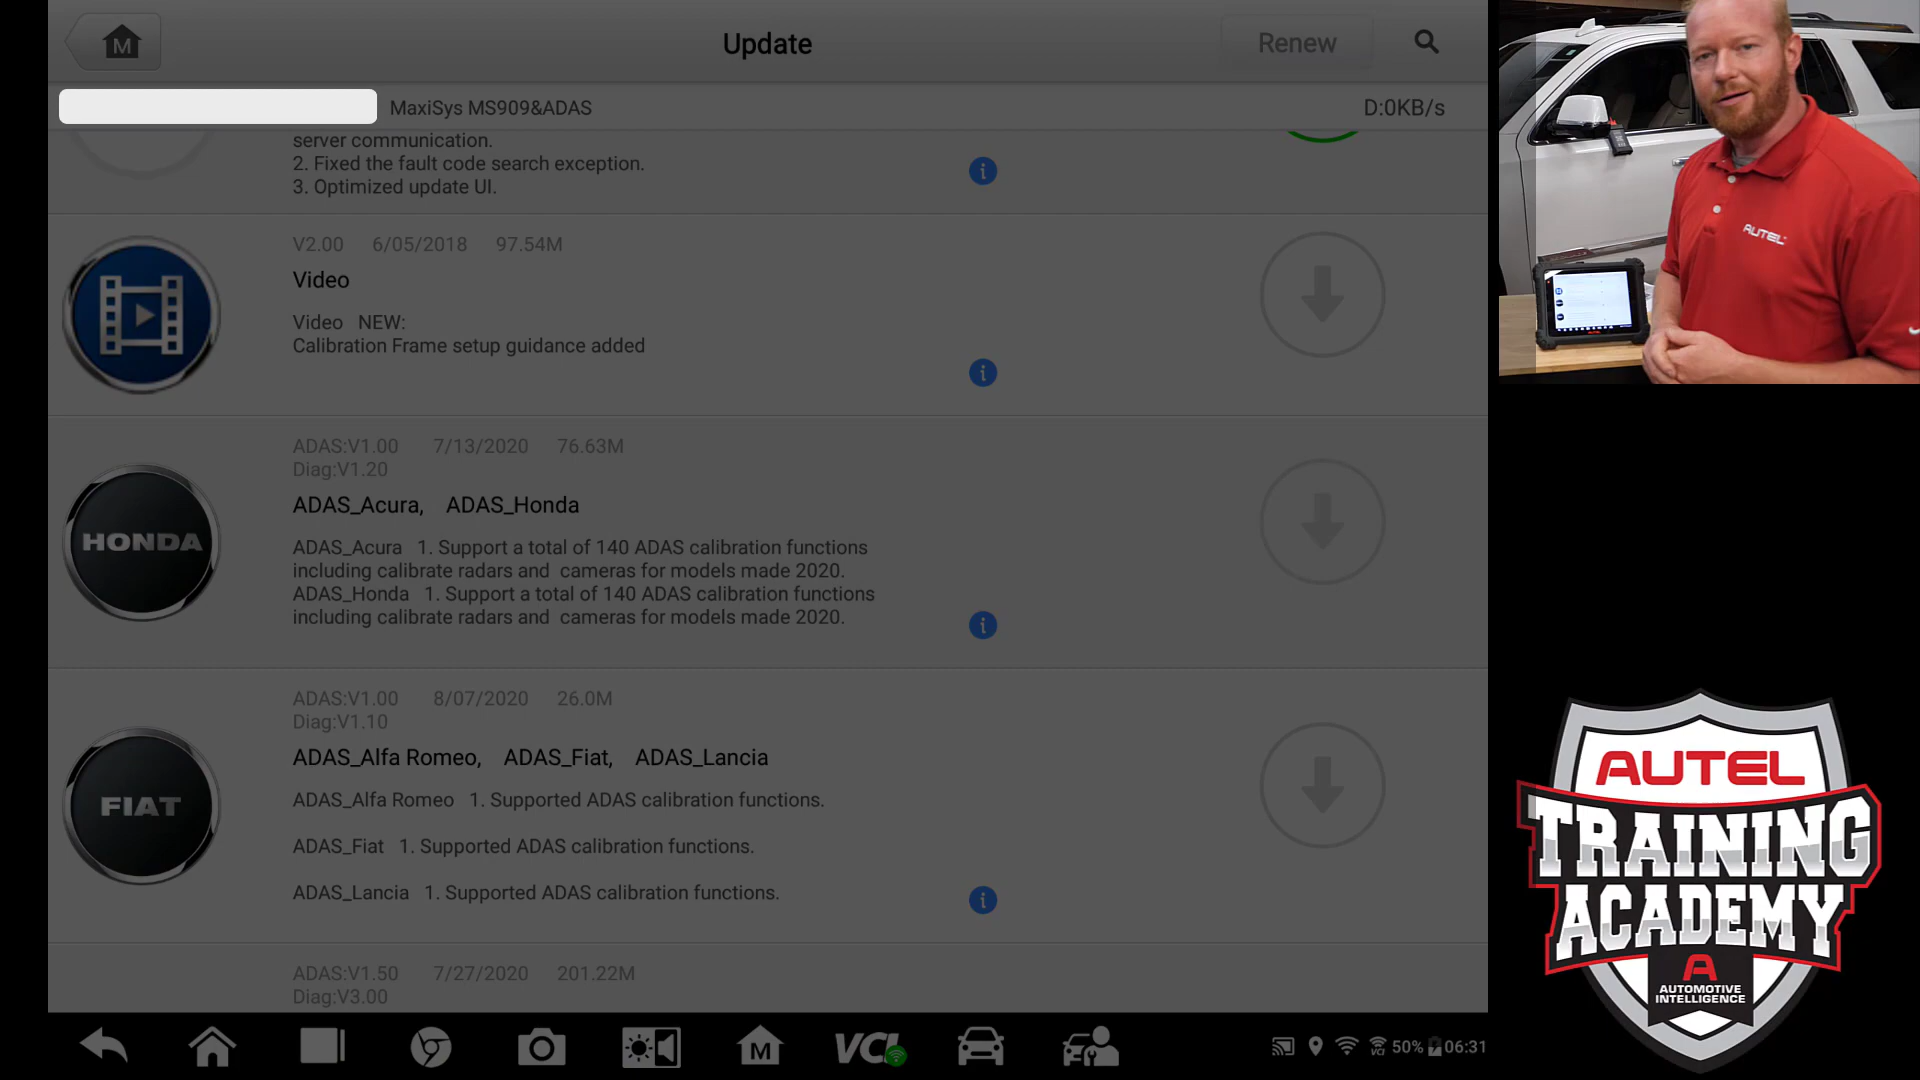 M
Update
Renew
MaxiSys MS909&ADAS
D:0KB/s
server communication.
2. Fixed the fault code search exception.
3. Optimized update UI.
i
V2.00 6/05/2018 97.54M
Video
Video NEW:
Calibration Frame setup guidance added
i
ADAS:V1.00 7/13/2020 76.63M
Diag:V1.20
HONDA
ADAS_Acura, ADAS_Honda
ADAS_Acura 1. Support a total of 140 ADAS calibration functions
including calibrate radars and cameras for models made 2020.
ADAS_Honda 1. Support a total of 140 ADAS calibration functions
including calibrate radars and cameras for models made 2020.
i
ADAS:V1.00 8/07/2020 26.0M
Diag:V1.10
FIAT
ADAS_Alfa Romeo, ADAS_Fiat, ADAS_Lancia
ADAS_Alfa Romeo 1. Supported ADAS calibration functions.
ADAS_Fiat 1. Supported ADAS calibration functions.
ADAS_Lancia 1. Supported ADAS calibration functions.
i
ADAS:V1.50 7/27/2020 201.22M
Diag:V3.00
M
VCI
VCI
50%
06:31
AUTEL
AUTEL
TRAINING
ACADEMY
A
AUTOMOTIVE
INTELLIGENCE